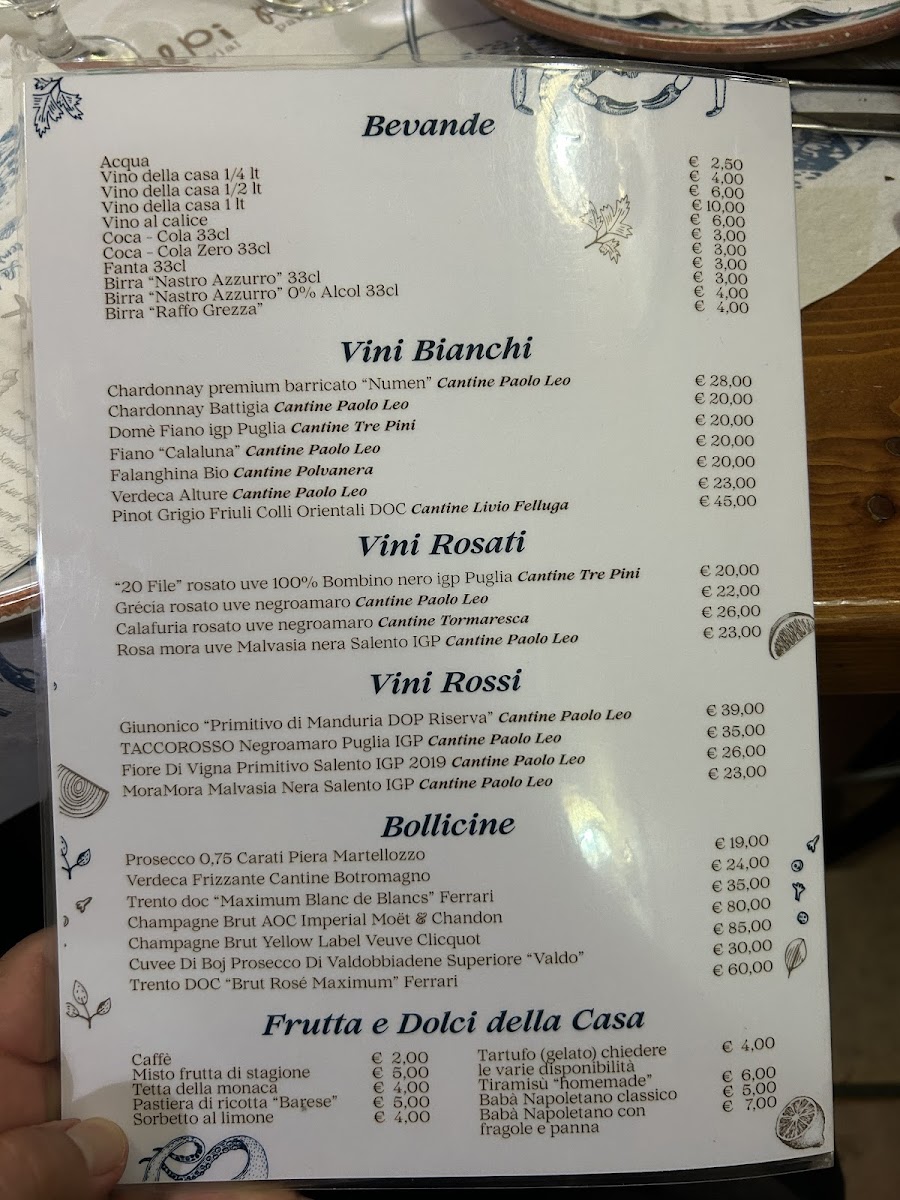 Bevande
Acqua € 2,50
Vino della casa 1/4 lt € 4,00
Vino della casa 1/2 lt € 6,00
Vino della casa 1 lt € 10,00
Vino al calice € 6,00
Coca - Cola 33cl € 3,00
Coca - Cola Zero 33cl € 3,00
Fanta 33cl € 3,00
Birra “Nastro Azzurro” 33cl € 3,00
Birra “Nastro Azzurro” 0% Alcol 33cl € 4,00
Birra “Raffo Grezza” € 4,00
Vini Bianchi
Chardonnay premium barricato “Numen” Cantine Paolo Leo € 28,00
Chardonnay Battigia Cantine Paolo Leo € 20,00
Domè Fiano igp Puglia Cantine Tre Pini € 20,00
Fiano “Calaluna” Cantine Paolo Leo € 20,00
Falanghina Bio Cantine Polvanera € 20,00
Verdeca Alture Cantine Paolo Leo € 23,00
Pinot Grigio Friuli Colli Orientali DOC Cantine Livio Felluga € 45,00
Vini Rosati
“20 File” rosato uve 100% Bombino nero igp Puglia Cantine Tre Pini € 20,00
Grécia rosato uve negroamaro Cantine Paolo Leo € 22,00
Calafuria rosato uve negroamaro Cantine Tormaresca € 26,00
Rosa mora uve Malvasia nera Salento IGP Cantine Paolo Leo € 23,00
Vini Rossi
Giunonico “Primitivo di Manduria DOP Riserva” Cantine Paolo Leo € 39,00
TACCOROSSO Negroamaro Puglia IGP Cantine Paolo Leo € 35,00
Fiore Di Vigna Primitivo Salento IGP 2019 Cantine Paolo Leo € 26,00
MoraMora Malvasia Nera Salento IGP Cantine Paolo Leo € 23,00
Bollicine
Prosecco 0,75 Carati Piera Martellozzo € 19,00
Verdeca Frizzante Cantine Botromagno € 24,00
Trento doc “Maximum Blanc de Blancs” Ferrari € 35,00
Champagne Brut AOC Imperial Moët & Chandon € 80,00
Champagne Brut Yellow Label Veuve Clicquot € 85,00
Cuvee Di Boj Prosecco Di Valdobbiadene Superiore “Valdo” € 30,00
Trento DOC “Brut Rosé Maximum” Ferrari € 60,00
Frutta e Dolci della Casa
Caffè € 2,00
Misto frutta di stagione € 5,00
Tetta della monaca € 4,00
Pastiera di ricotta “Barese” € 5,00
Sorbetto al limone € 4,00
Tartufo (gelato) chiedere € 4,00
le varie disponibilità
Tiramisù “homemade” € 6,00
Babà Napoletano classico € 5,00
Babà Napoletano con € 7,00
fragole e panna